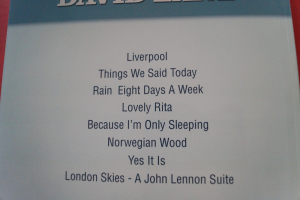 DAVID
Liverpool
Things We Said Today
Rain Eight Days A Week
Lovely Rita
Because I'm Only Sleeping
Norwegian Wood
Yes It Is
London Skies - A John Lennon Suite